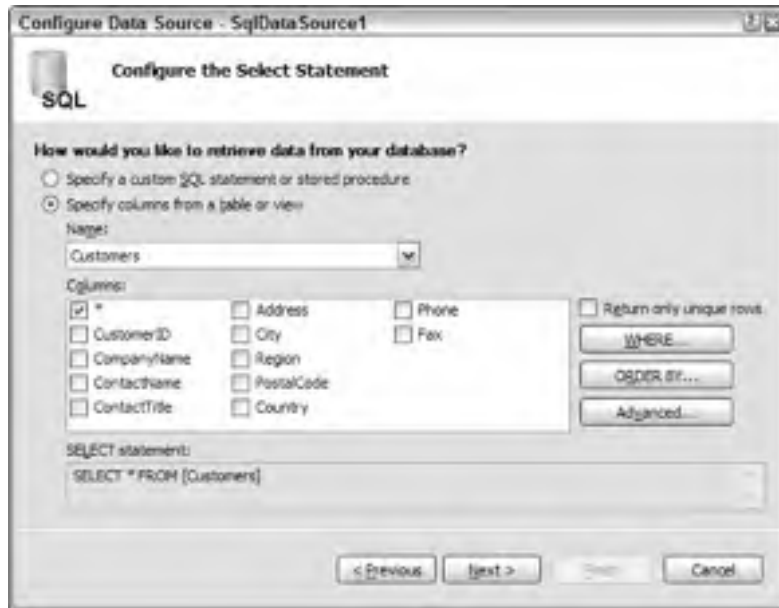 Configure Data Source - SqlDataSource1
SQL
Configure the Select Statement
How would you like to retrieve data from your database?
Specify a custom SQL statement or stored procedure
Specify columns from a table or view
Name:
Customers
Columns:
*
Address
Phone
Return only unique rows
CustomerID
City
Fax
WHERE...
CompanyName
Region
ContactName
PostalCode
ORDER BY...
ContactTitle
Country
Advanced...
SELECT statement:
SELECT * FROM [Customers]
< Previous
Next >
Cancel